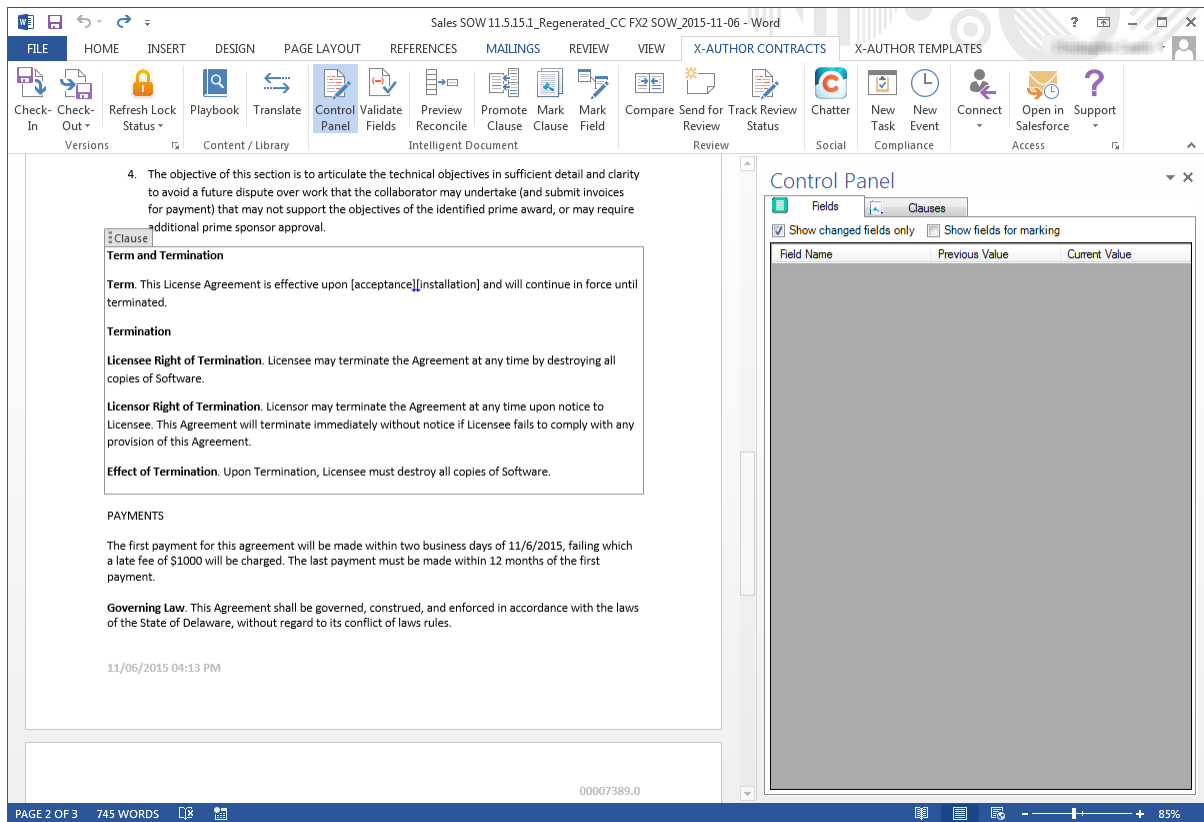 Sales SOW 11.5.15.1_Regenerated_CC FX2 SOW_2015-11-06 - Word
?
FILE HOME INSERT DESIGN PAGE LAYOUT REFERENCES MAILINGS REVIEW VIEW X-AUTHOR CONTRACTS X-AUTHOR TEMPLATES
Check- Check- Refresh Lock Playbook Translate Control Validate Preview Promote Mark Mark Compare Send for Track Review Chatter New New Connect Open in Support
In Out Status Panel Fields Reconcile Clause Clause Field Review Status Task Event Salesforce
Versions Content / Library Intelligent Document Review Social Compliance Access
4. The objective of this section is to articulate the technical objectives in sufficient detail and clarity
to avoid a future dispute over work that the collaborator may undertake (and submit invoices
for payment) that may not support the objectives of the identified prime award, or may require
additional prime sponsor approval.
Clause
Term and Termination
Term. This License Agreement is effective upon [acceptance][installation] and will continue in force until
terminated.
Termination
Licensee Right of Termination. Licensee may terminate the Agreement at any time by destroying all
copies of Software.
Licensor Right of Termination. Licensor may terminate the Agreement at any time upon notice to
Licensee. This Agreement will terminate immediately without notice if Licensee fails to comply with any
provision of this Agreement.
Effect of Termination. Upon Termination, Licensee must destroy all copies of Software.
PAYMENTS
The first payment for this agreement will be made within two business days of 11/6/2015, failing which
a late fee of $1000 will be charged. The last payment must be made within 12 months of the first
payment.
Governing Law. This Agreement shall be governed, construed, and enforced in accordance with the laws
of the State of Delaware, without regard to its conflict of laws rules.
11/06/2015 04:13 PM
00007389.0
Control Panel
Fields Clauses
Show changed fields only Show fields for marking
Field Name Previous Value Current Value
PAGE 2 OF 3 745 WORDS 85%